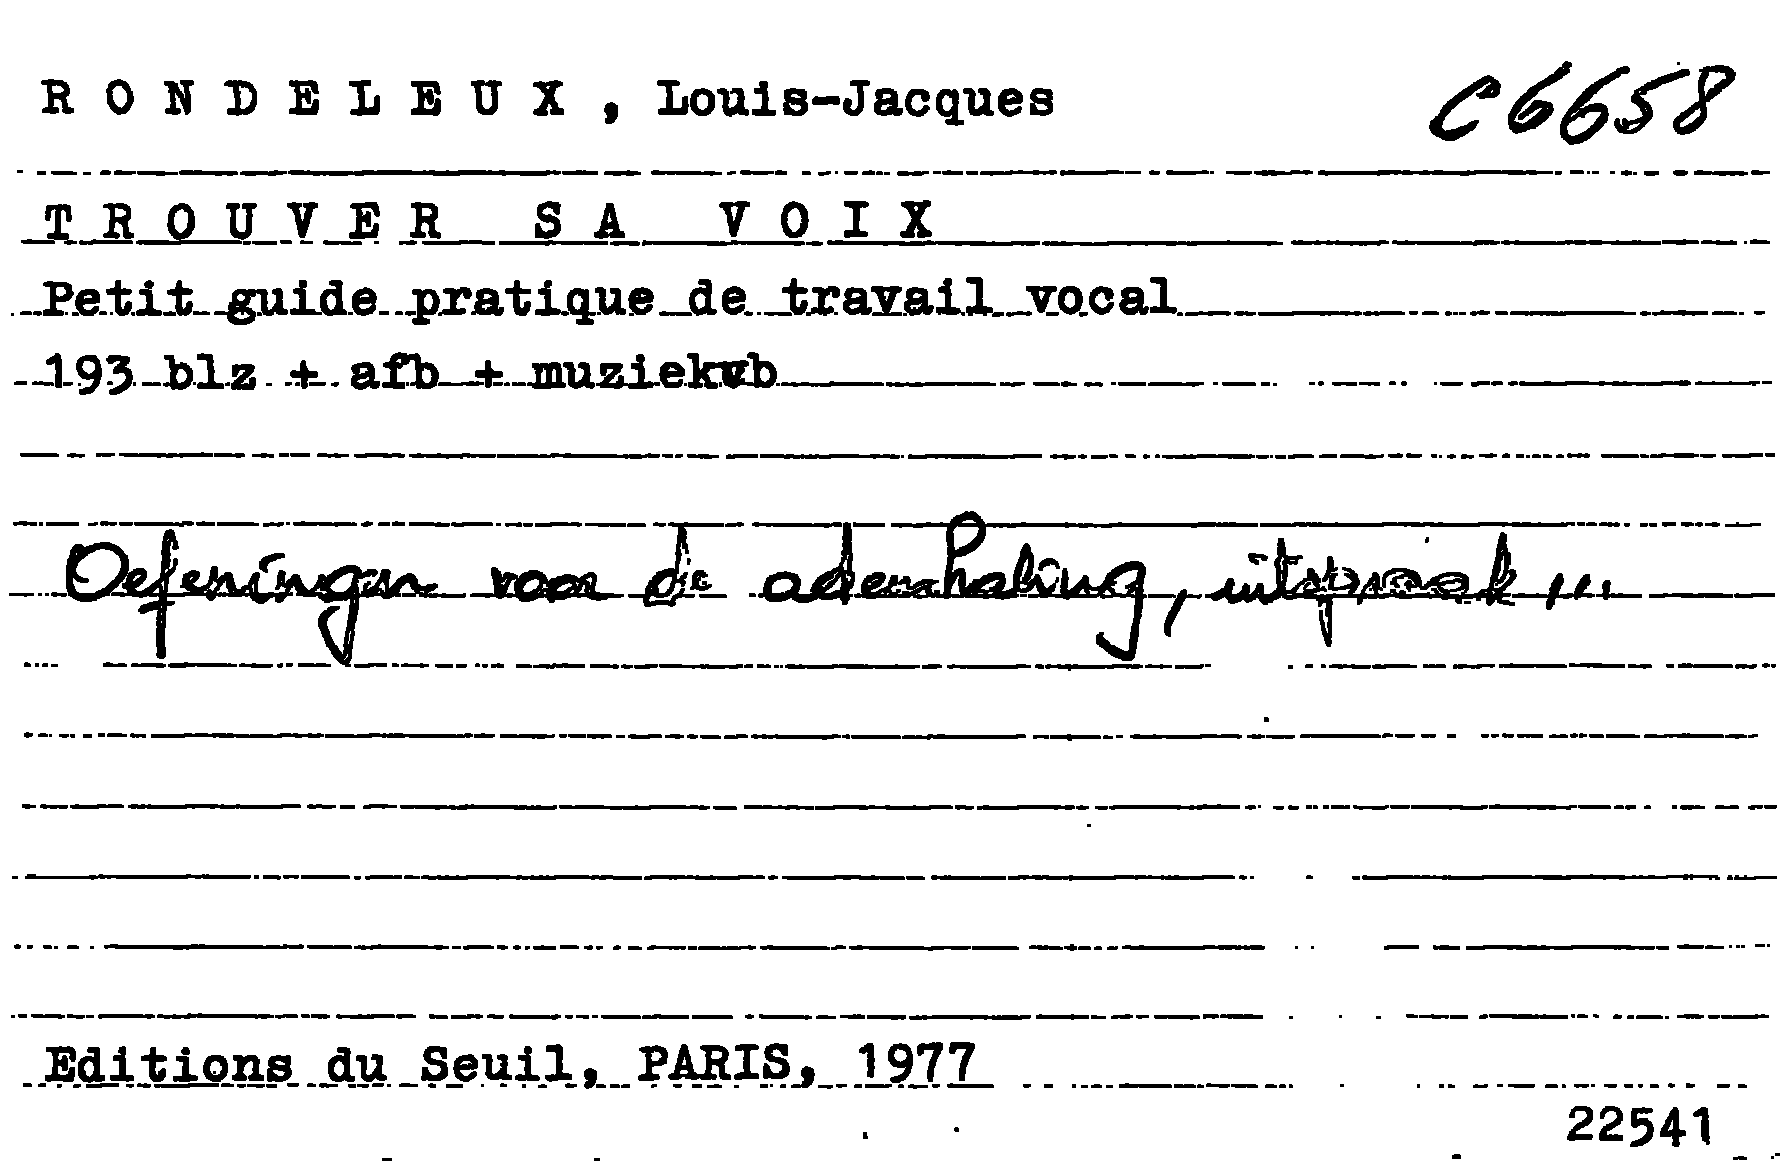 R O N D E L E U X , Louis-Jacques C6658
T R O U V E R S A V O I X
Petit guide pratique de travail vocal
193 blz + afb + muziekvb
Oefeningen voor de ademhaling, uitspraak ...
Editions du Seuil, PARIS, 1977
22541